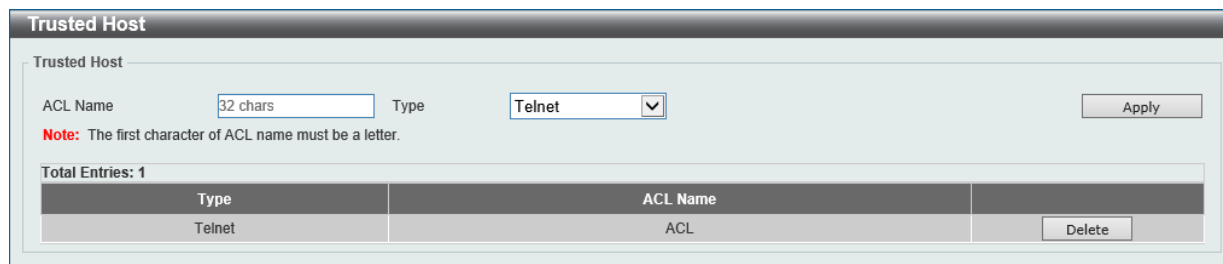 Trusted Host
Trusted Host
ACL Name 32 chars Type Telnet Apply
Note: The first character of ACL name must be a letter.
Total Entries: 1
Type ACL Name
Telnet ACL Delete